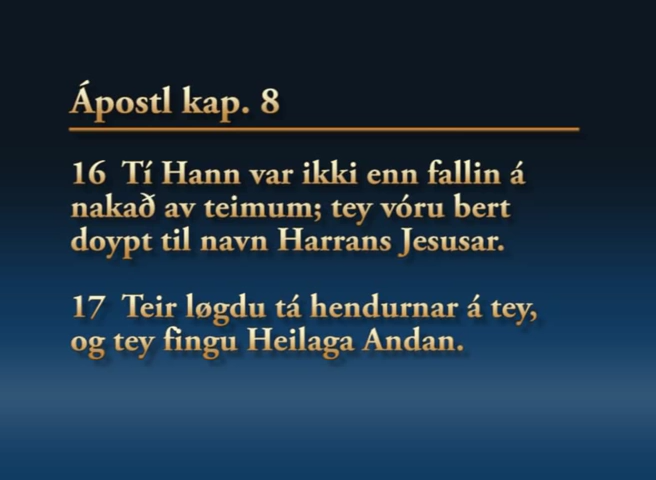 Ápostl kap. 8
16 Tí Hann var ikki enn fallin á
nakað av teimum; tey vóru bert
doypt til navn Harrans Jesusar.
17 Teir løgdu tá hendurnar á tey,
og tey fingu Heilaga Andan.